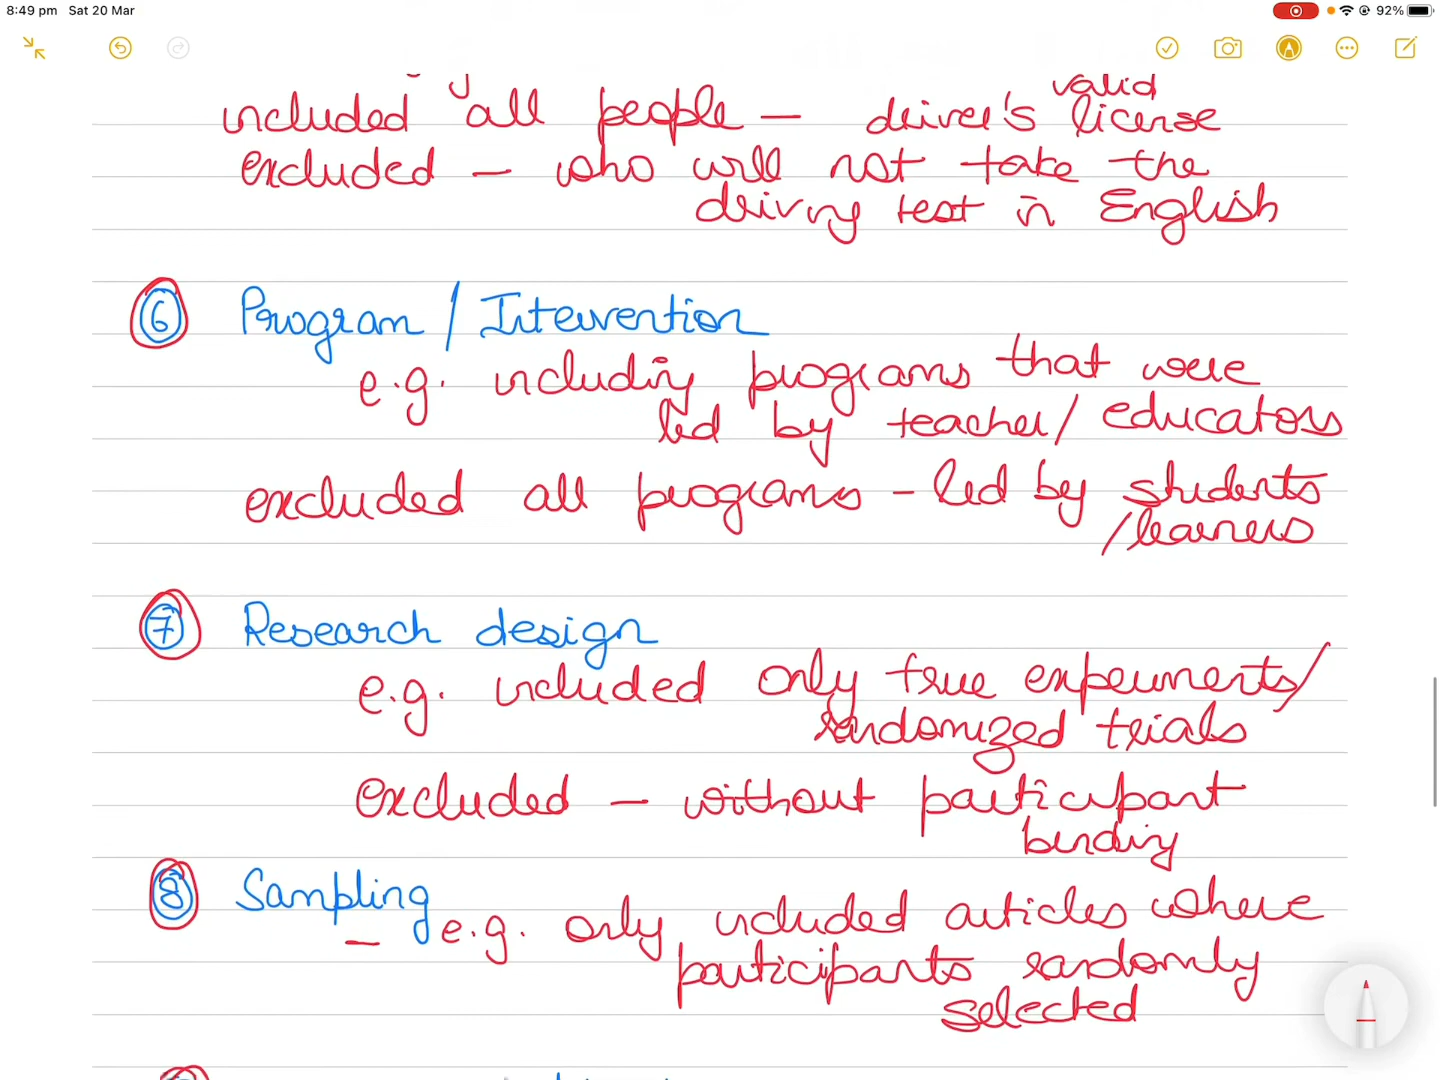 8:49 pm Sat 20 Mar 92%
valid
included all people — driver's license
excluded — who will not take the
driving test in English
6 Program / Intervention
e.g. including programs that were
led by teacher/ educators
excluded all programs - led by students
/learners
7 Research design
e.g. included only true experiments/
randomized trials
excluded — without participant
binding
8 Sampling
— e.g. only included articles where
participants randomly
selected